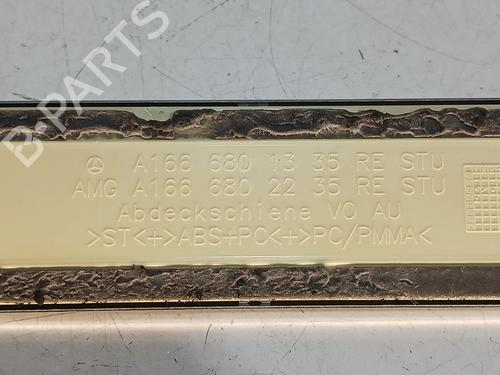 B-PARTS
A166 680 13 35 RE STU
AMG A166 680 22 35 RE STU
Abdeckschiene VO AU
>ST<+>ABS+PC<+>PC/PMMA<